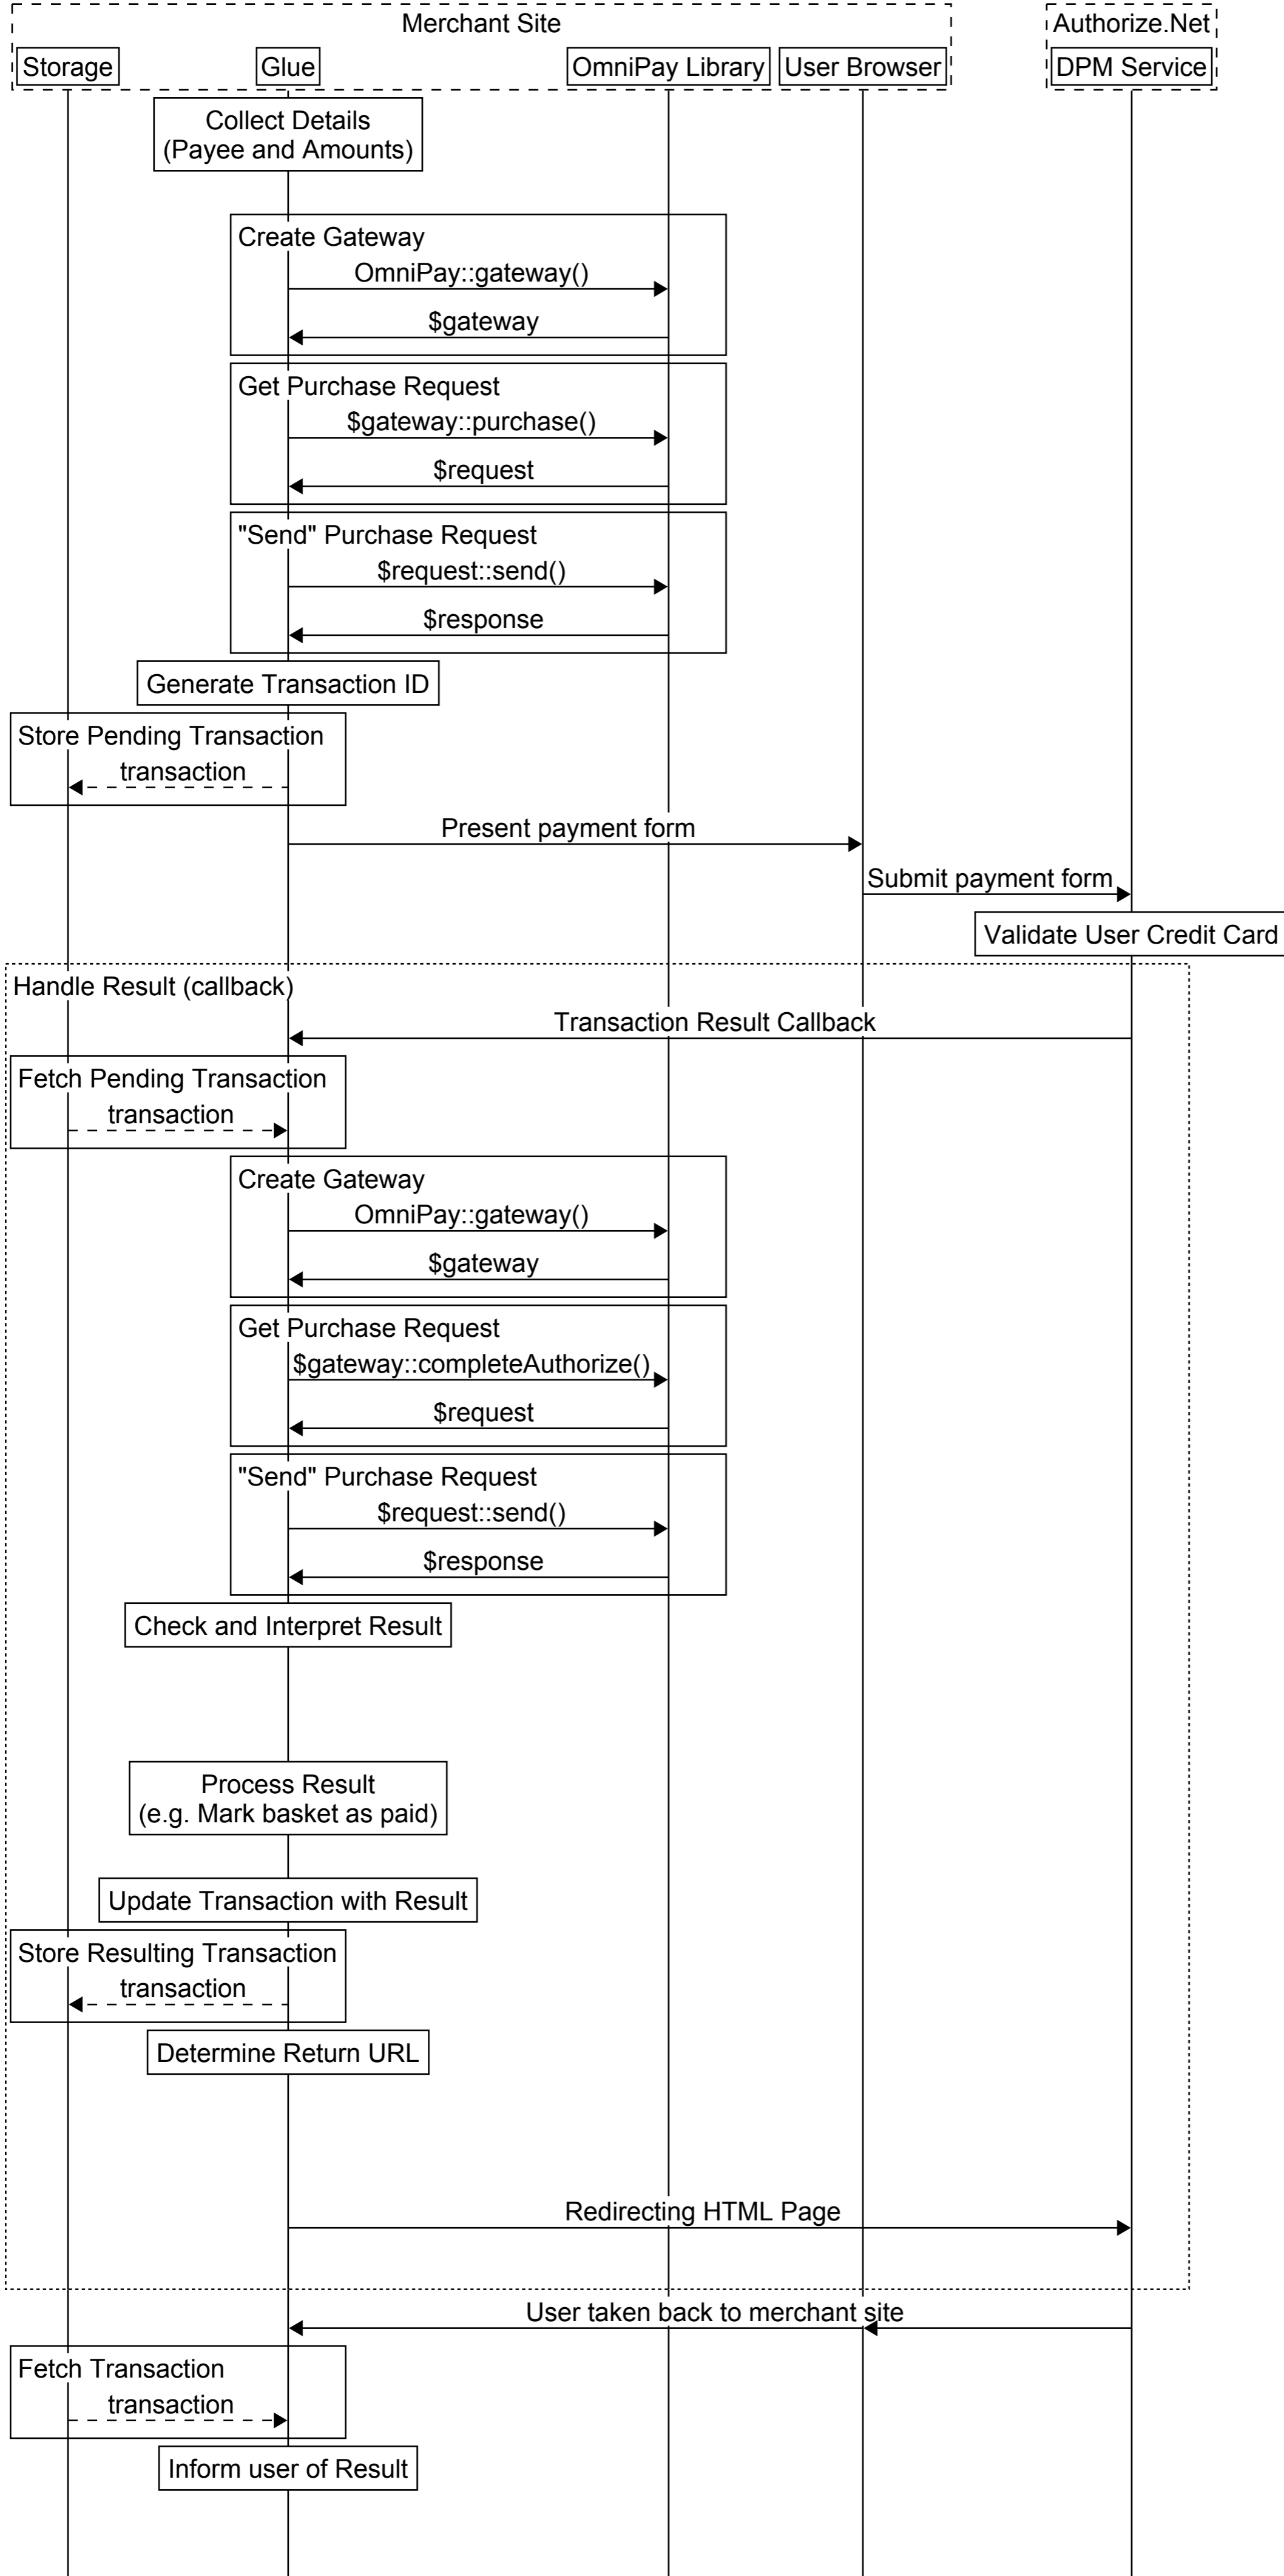 Merchant Site
Authorize.Net
Storage
Glue
OmniPay Library
User Browser
DPM Service
Collect Details
(Payee and Amounts)
Create Gateway
OmniPay::gateway()
$gateway
Get Purchase Request
$gateway::purchase()
$request
"Send" Purchase Request
$request::send()
$response
Generate Transaction ID
Store Pending Transaction
transaction
Present payment form
Submit payment form
Validate User Credit Card
Handle Result (callback)
Transaction Result Callback
Fetch Pending Transaction
transaction
Create Gateway
OmniPay::gateway()
$gateway
Get Purchase Request
$gateway::completeAuthorize()
$request
"Send" Purchase Request
$request::send()
$response
Check and Interpret Result
Process Result
(e.g. Mark basket as paid)
Update Transaction with Result
Store Resulting Transaction
transaction
Determine Return URL
Redirecting HTML Page
User taken back to merchant site
Fetch Transaction
transaction
Inform user of Result